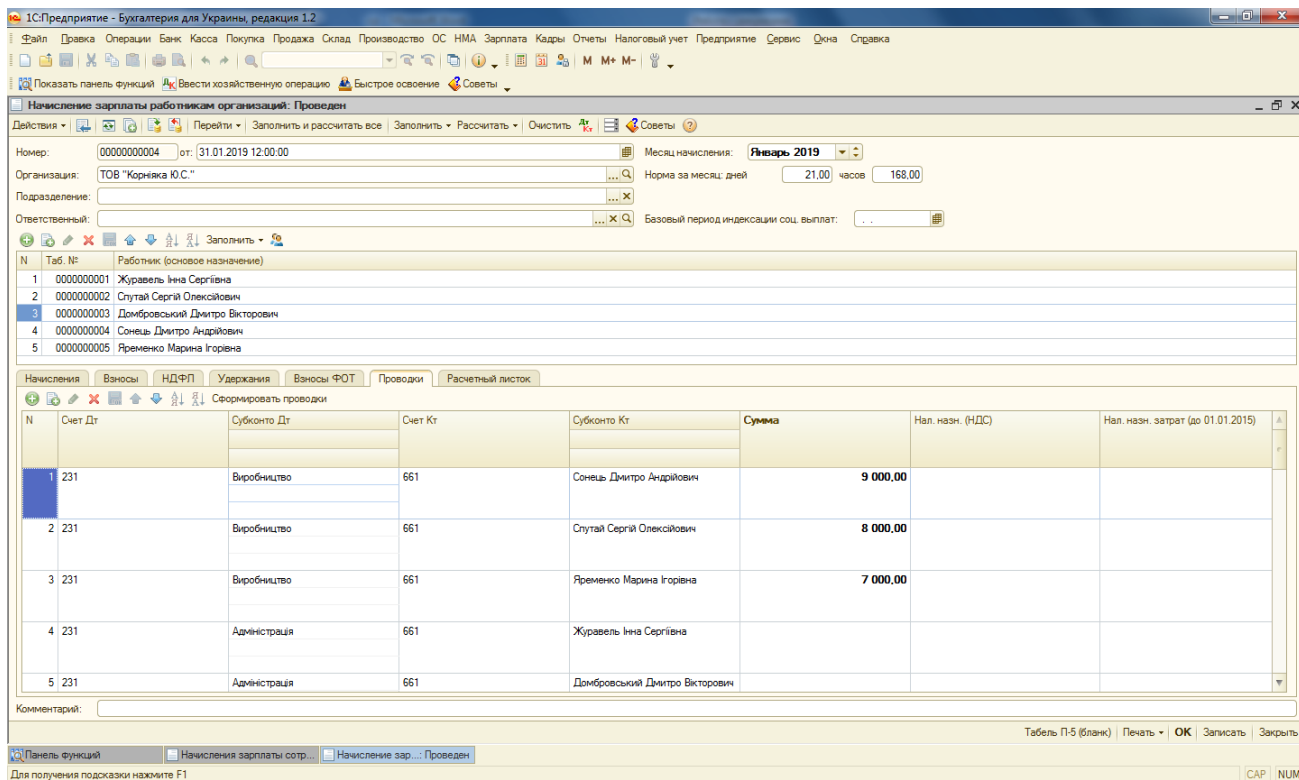 1С:Предприятие - Бухгалтерия для Украины, редакция 1.2
Файл Правка Операции Банк Касса Покупка Продажа Склад Производство ОС НМА Зарплата Кадры Отчеты Налоговый учет Предприятие Сервис Окна Справка
M M+ M-
Показать панель функций Ввести хозяйственную операцию Быстрое освоение Советы
Начисление зарплаты работникам организаций: Проведен
Действия Перейти Заполнить и рассчитать все Заполнить Рассчитать Очистить Дт Кт Советы
Номер: 00000000004 от: 31.01.2019 12:00:00 Месяц начисления: Январь 2019
Организация: ТОВ "Корніяка Ю.С." Норма за месяц: дней 21,00 часов 168,00
Подразделение:
Ответственный: Базовый период индексации соц. выплат: . .
Заполнить
N Таб. № Работник (основое назначение)
1 0000000001 Журавель Інна Сергіївна
2 0000000002 Спутай Сергій Олексійович
3 0000000003 Домбровський Дмитро Вікторович
4 0000000004 Сонець Дмитро Андрійович
5 0000000005 Яременко Марина Ігорівна
Начисления Взносы НДФЛ Удержания Взносы ФОТ Проводки Расчетный листок
Сформировать проводки
N Счет Дт Субконто Дт Счет Кт Субконто Кт Сумма Нал. назн. (НДС) Нал. назн. затрат (до 01.01.2015)
1 231 Виробництво 661 Сонець Дмитро Андрійович 9 000,00
2 231 Виробництво 661 Спутай Сергій Олексійович 8 000,00
3 231 Виробництво 661 Яременко Марина Ігорівна 7 000,00
4 231 Адміністрація 661 Журавель Інна Сергіївна
5 231 Адміністрація 661 Домбровський Дмитро Вікторович
Комментарий:
Табель П-5 (бланк) Печать OK Записать Закрыть
Панель функций Начисления зарплаты сотр... Начисление зар...: Проведен
Для получения подсказки нажмите F1 CAP NUM